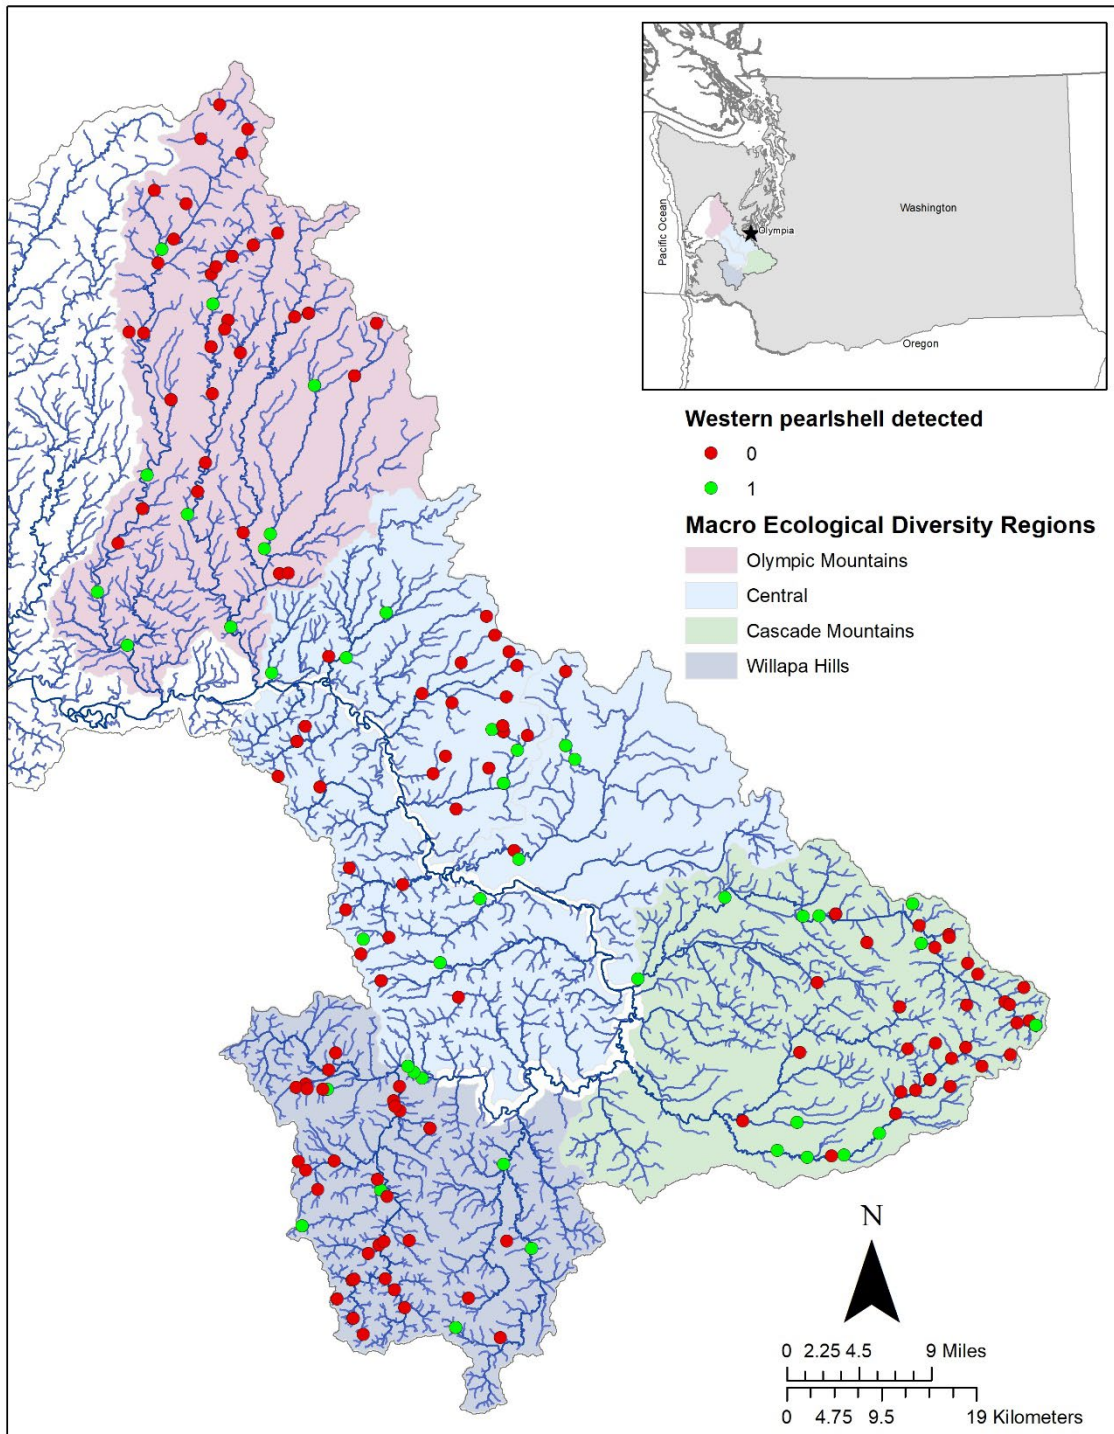 Washington
Olympia
Pacific Ocean
Oregon
Western pearlshell detected
0
1
Macro Ecological Diversity Regions
Olympic Mountains
Central
Cascade Mountains
Willapa Hills
N
0 2.25 4.5 9 Miles
0 4.75 9.5 19 Kilometers